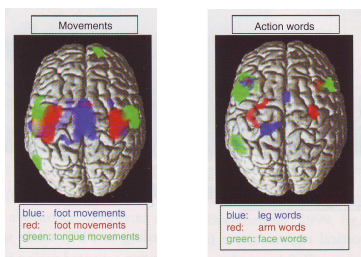 Movements
blue: foot movements
red: foot movements
green: tongue movements
Action words
blue: leg words
red: arm words
green: face words